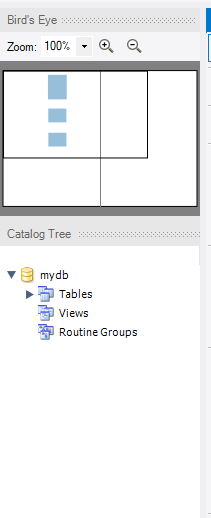 Bird's Eye
Zoom: 100%
Catalog Tree
mydb
Tables
Views
Routine Groups